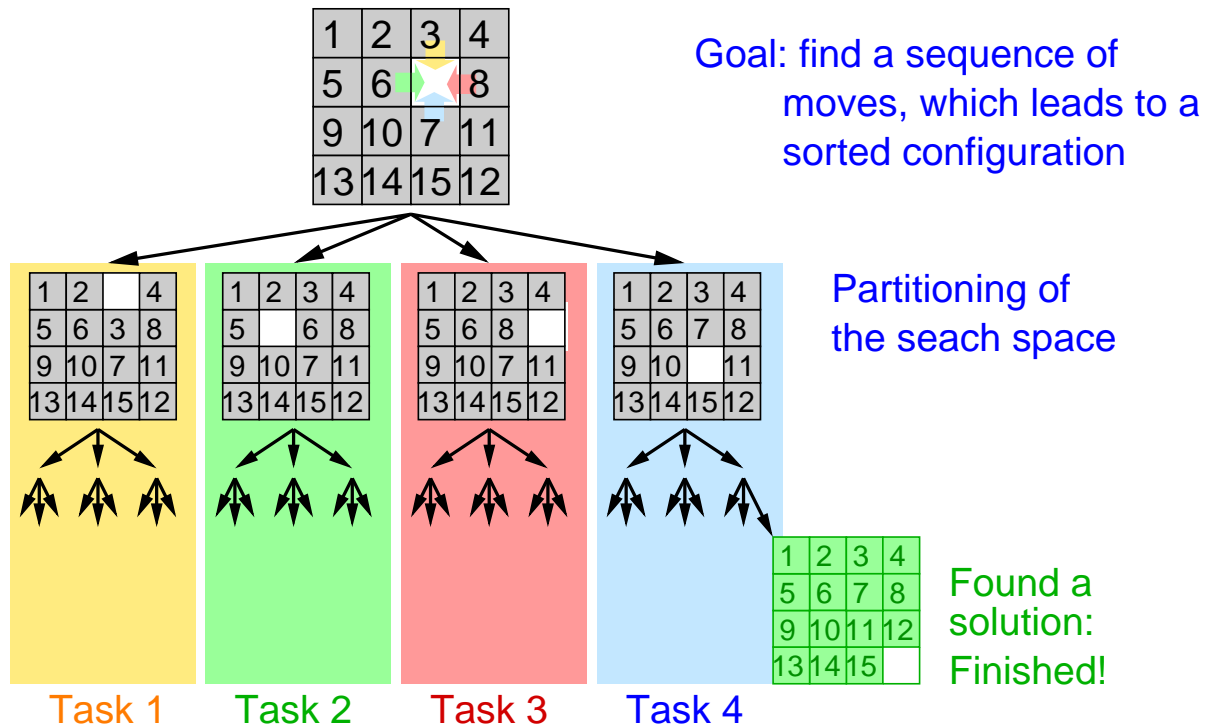 1 2 3 4
5 6 8
9 10 7 11
13 14 15 12
Goal: find a sequence of
moves, which leads to a
sorted configuration
1 2 4
5 6 3 8
9 10 7 11
13 14 15 12
1 2 3 4
5 6 8
9 10 7 11
13 14 15 12
1 2 3 4
5 6 8
9 10 7 11
13 14 15 12
1 2 3 4
5 6 7 8
9 10 11
13 14 15 12
Partitioning of
the seach space
1 2 3 4
5 6 7 8
9 10 11 12
13 14 15
Found a
solution:
Finished!
Task 1
Task 2
Task 3
Task 4